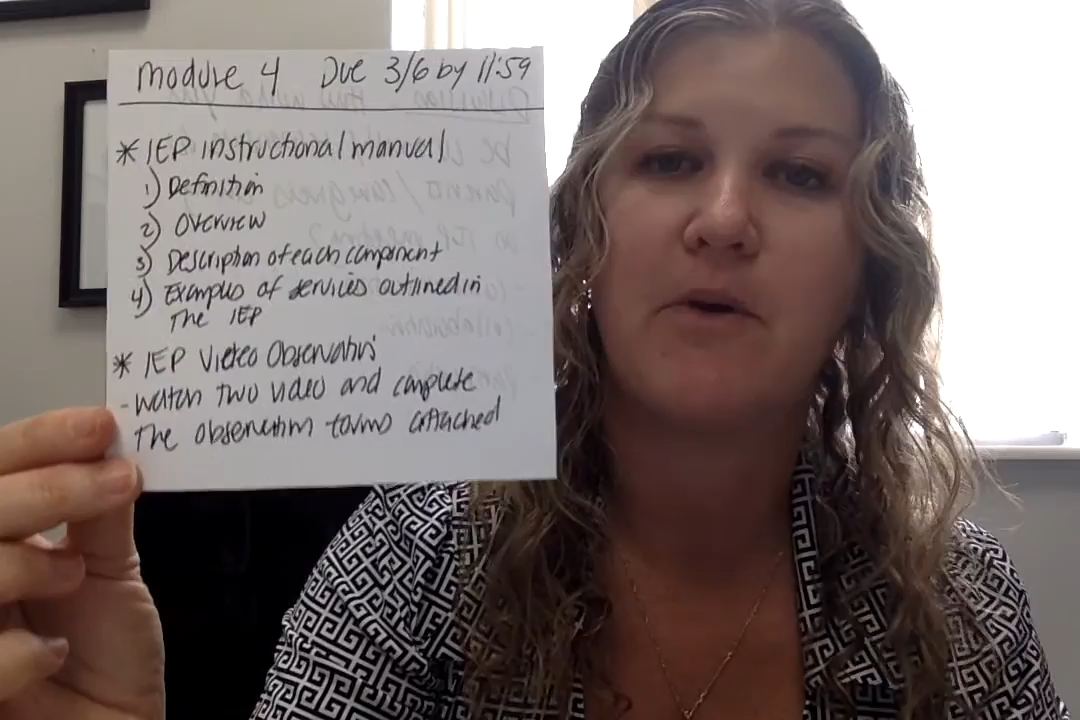 Module 4 Due 3/6 by 11:59
* IEP instructional manual
1) Definition
2) Overview
3) Description of each component
4) Examples of services outlined in
The IEP
* IEP Video Observations
- Watch two video and complete
The observation forms attached